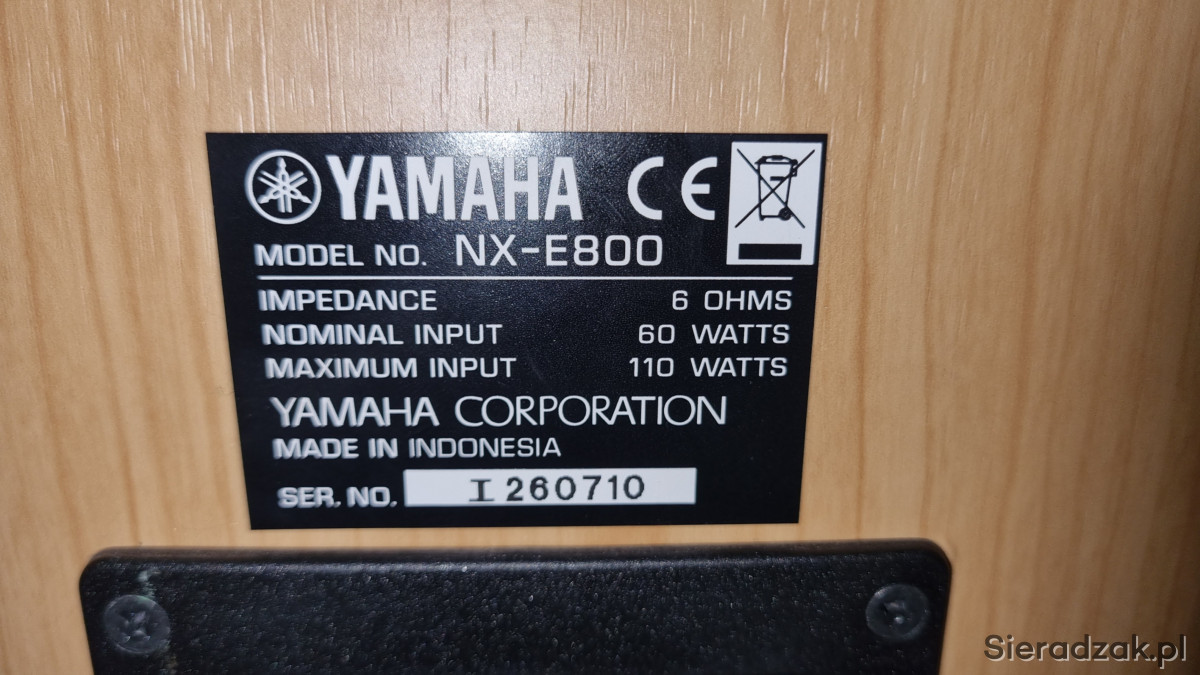 YAMAHA CE
MODEL NO. NX-E800
IMPEDANCE 6 OHMS
NOMINAL INPUT 60 WATTS
MAXIMUM INPUT 110 WATTS
YAMAHA CORPORATION
MADE IN INDONESIA
SER. NO. I 260710
Sieradzak.pl